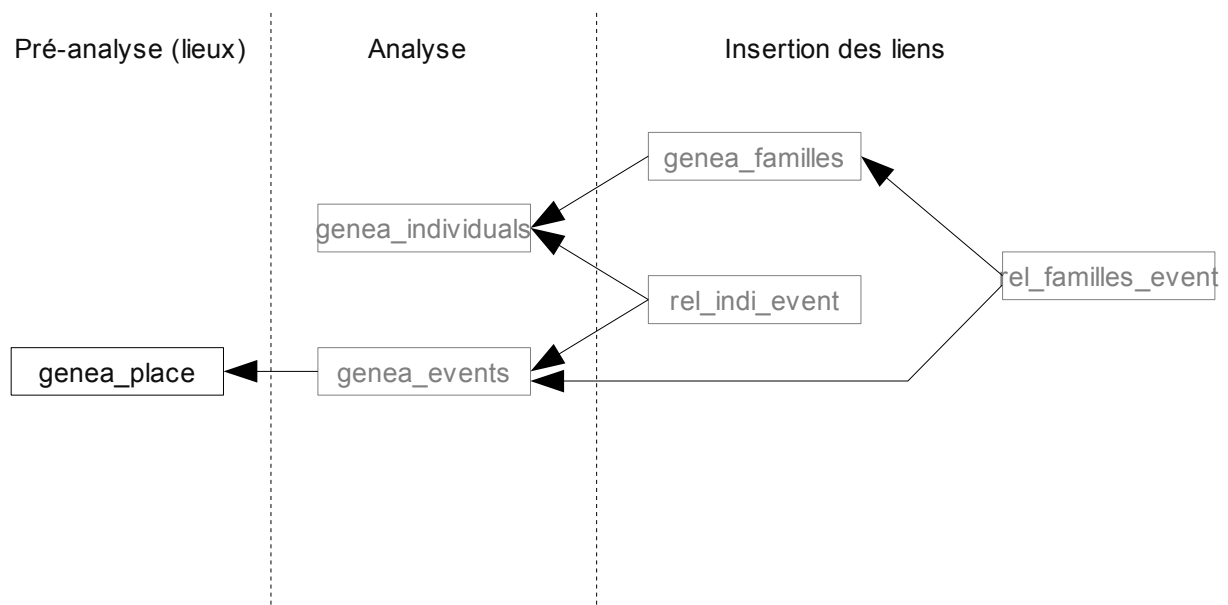 Pré-analyse (lieux)
Analyse
Insertion des liens
genea_familles
genea_individuals
rel_familles_event
rel_indi_event
genea_place
genea_events